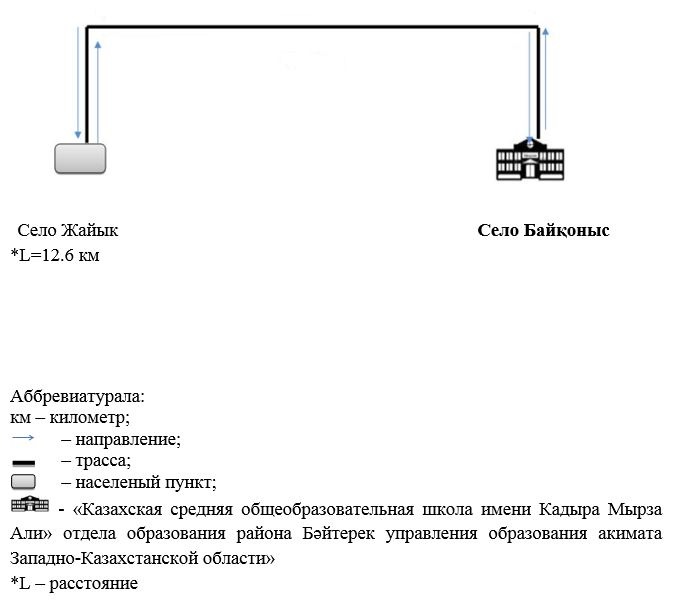 Село Жайык
Село Байқоныс
*L=12.6 км
Аббревиатурала:
км – километр;
– направление;
– трасса;
– населеный пункт;
- «Казахская средняя общеобразовательная школа имени Кадыра Мырза
Али» отдела образования района Бәйтерек управления образования акимата
Западно-Казахстанской области»
*L – расстояние